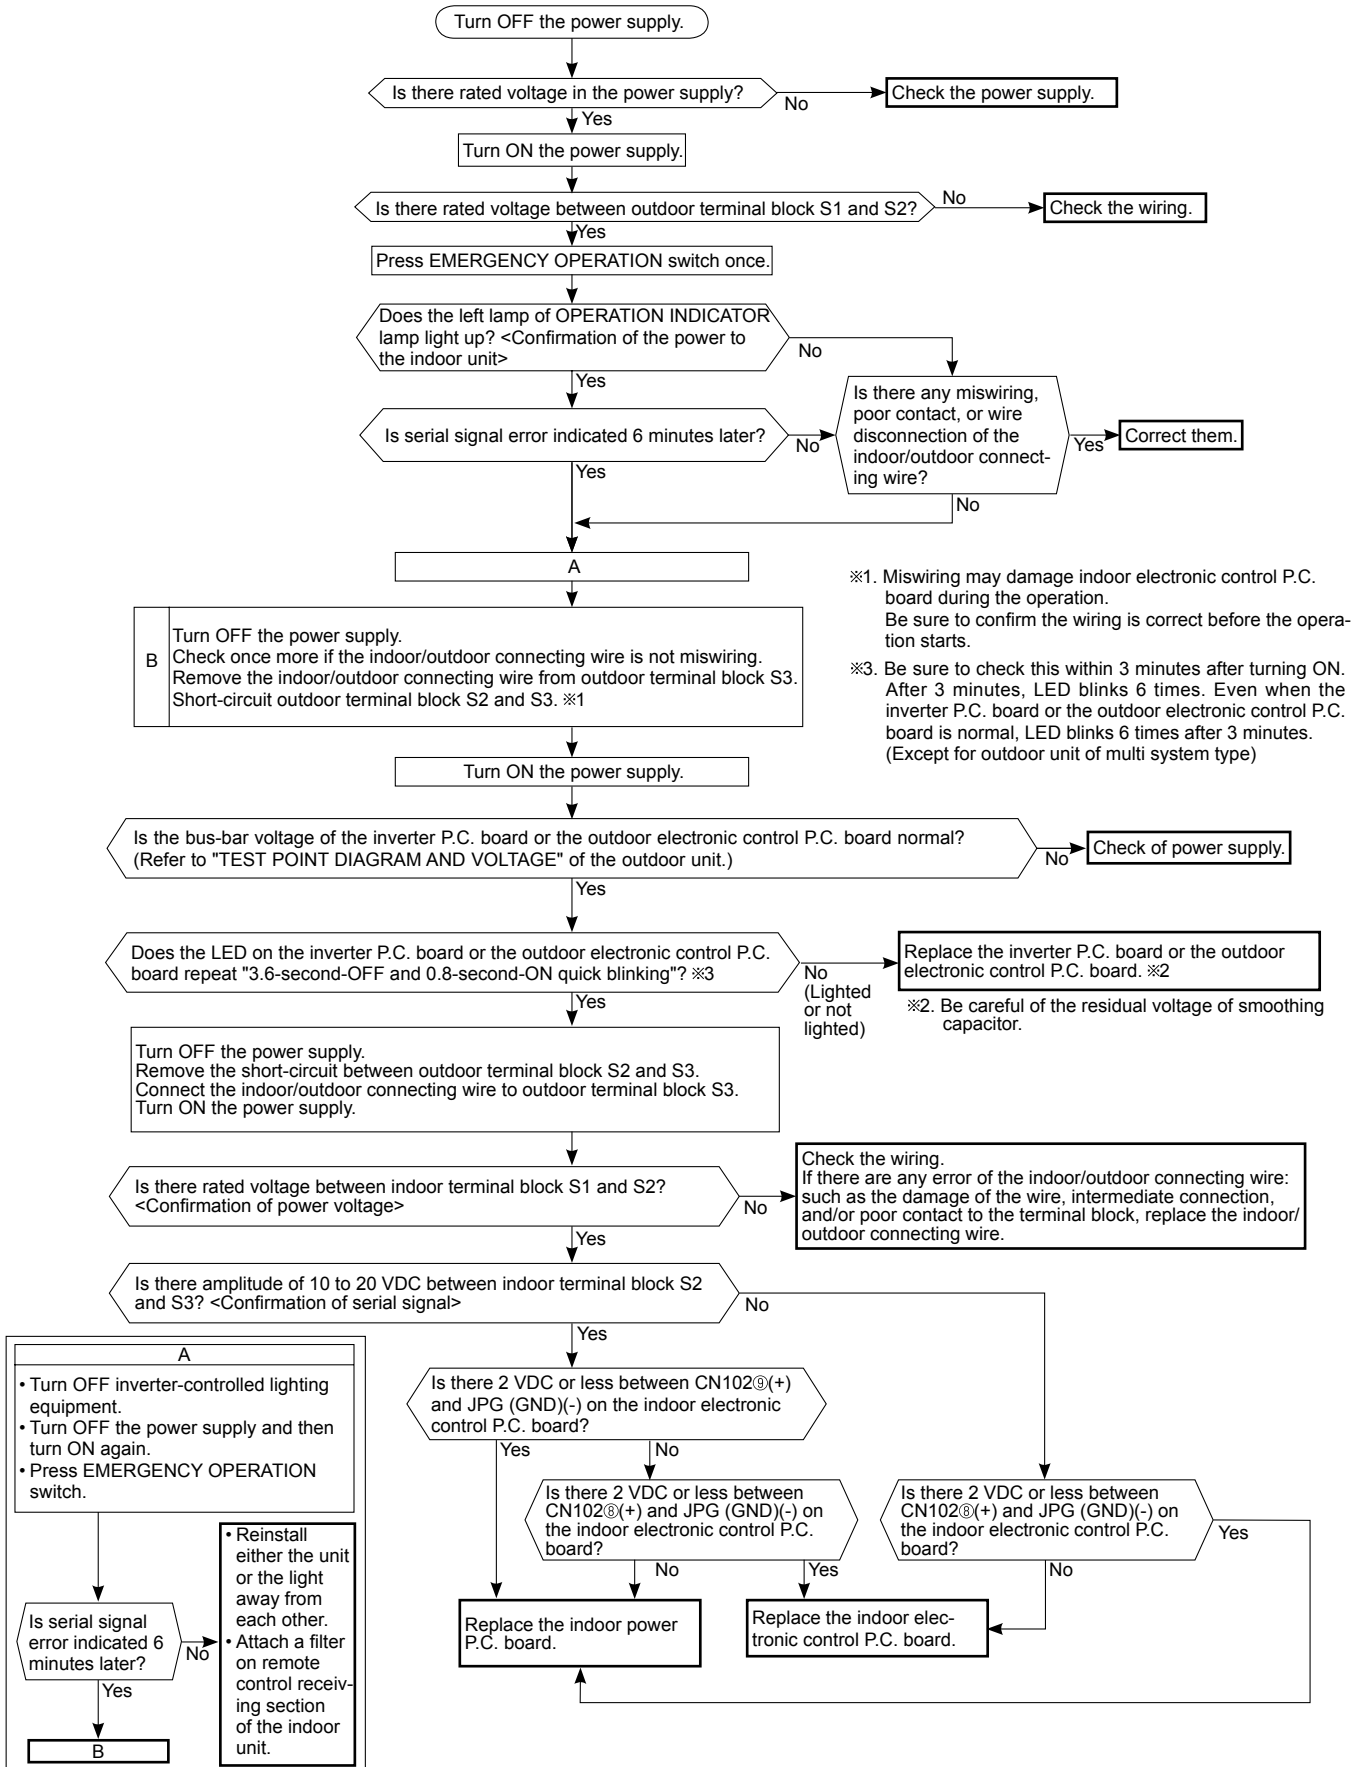 Turn OFF the power supply.
Is there rated voltage in the power supply?
No
Check the power supply.
Yes
Turn ON the power supply.
Is there rated voltage between outdoor terminal block S1 and S2?
No
Check the wiring.
Yes
Press EMERGENCY OPERATION switch once.
Does the left lamp of OPERATION INDICATOR
lamp light up? <Confirmation of the power to
the indoor unit>
No
Yes
Is serial signal error indicated 6 minutes later?
No
Is there any miswiring,
poor contact, or wire
disconnection of the
indoor/outdoor connect-
ing wire?
Yes
Correct them.
Yes
No
A
B
Turn OFF the power supply.
Check once more if the indoor/outdoor connecting wire is not miswiring.
Remove the indoor/outdoor connecting wire from outdoor terminal block S3.
Short-circuit outdoor terminal block S2 and S3. ※1
※1. Miswiring may damage indoor electronic control P.C.
board during the operation.
Be sure to confirm the wiring is correct before the opera-
tion starts.
※3. Be sure to check this within 3 minutes after turning ON.
After 3 minutes, LED blinks 6 times. Even when the
inverter P.C. board or the outdoor electronic control P.C.
board is normal, LED blinks 6 times after 3 minutes.
(Except for outdoor unit of multi system type)
Turn ON the power supply.
Is the bus-bar voltage of the inverter P.C. board or the outdoor electronic control P.C. board normal?
(Refer to "TEST POINT DIAGRAM AND VOLTAGE" of the outdoor unit.)
No
Check of power supply.
Yes
Does the LED on the inverter P.C. board or the outdoor electronic control P.C.
board repeat "3.6-second-OFF and 0.8-second-ON quick blinking"? ※3
No
(Lighted
or not
lighted)
Replace the inverter P.C. board or the outdoor
electronic control P.C. board. ※2
※2. Be careful of the residual voltage of smoothing
capacitor.
Yes
Turn OFF the power supply.
Remove the short-circuit between outdoor terminal block S2 and S3.
Connect the indoor/outdoor connecting wire to outdoor terminal block S3.
Turn ON the power supply.
Is there rated voltage between indoor terminal block S1 and S2?
<Confirmation of power voltage>
No
Check the wiring.
If there are any error of the indoor/outdoor connecting wire:
such as the damage of the wire, intermediate connection,
and/or poor contact to the terminal block, replace the indoor/
outdoor connecting wire.
Yes
Is there amplitude of 10 to 20 VDC between indoor terminal block S2
and S3? <Confirmation of serial signal>
No
Yes
Is there 2 VDC or less between CN102⑨(+)
and JPG (GND)(-) on the indoor electronic
control P.C. board?
Yes
No
Is there 2 VDC or less between
CN102⑧(+) and JPG (GND)(-) on
the indoor electronic control P.C.
board?
No
Yes
Is there 2 VDC or less between
CN102⑧(+) and JPG (GND)(-) on
the indoor electronic control P.C.
board?
Yes
No
Replace the indoor power
P.C. board.
Replace the indoor elec-
tronic control P.C. board.
A
• Turn OFF inverter-controlled lighting
equipment.
• Turn OFF the power supply and then
turn ON again.
• Press EMERGENCY OPERATION
switch.
Is serial signal
error indicated 6
minutes later?
No
• Reinstall
either the unit
or the light
away from
each other.
• Attach a filter
on remote
control receiv-
ing section
of the indoor
unit.
Yes
B